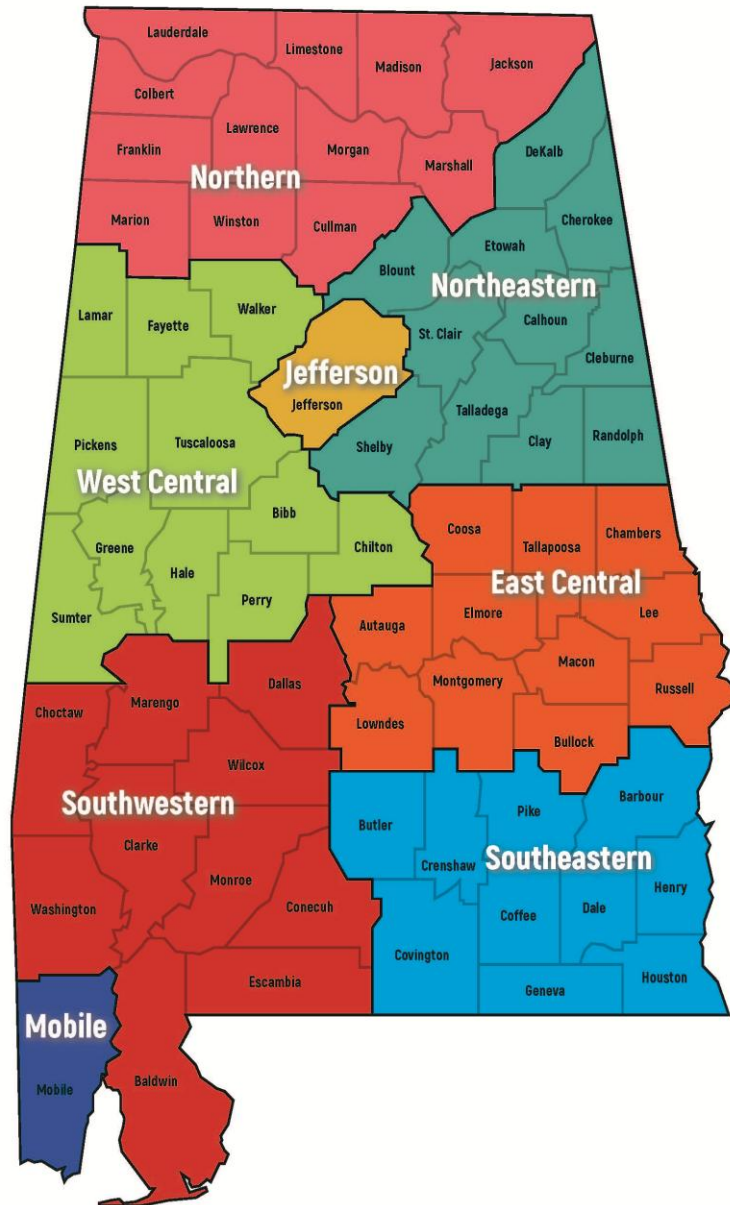 Lauderdale
Limestone
Madison
Jackson
Colbert
Lawrence
Franklin
Morgan
Marshall
DeKalb
Northern
Marion
Winston
Cullman
Cherokee
Etowah
Blount
Northeastern
Lamar
Fayette
Walker
St. Clair
Calhoun
Cleburne
Jefferson
Jefferson
Talladega
Pickens
Tuscaloosa
Shelby
Clay
Randolph
West Central
Bibb
Coosa
Tallapoosa
Chambers
Greene
Hale
Chilton
East Central
Sumter
Perry
Autauga
Elmore
Lee
Macon
Dallas
Montgomery
Russell
Choctaw
Marengo
Lowndes
Bullock
Wilcox
Southwestern
Butler
Pike
Barbour
Clarke
Crenshaw
Southeastern
Monroe
Henry
Washington
Conecuh
Coffee
Dale
Covington
Escambia
Geneva
Houston
Mobile
Mobile
Baldwin